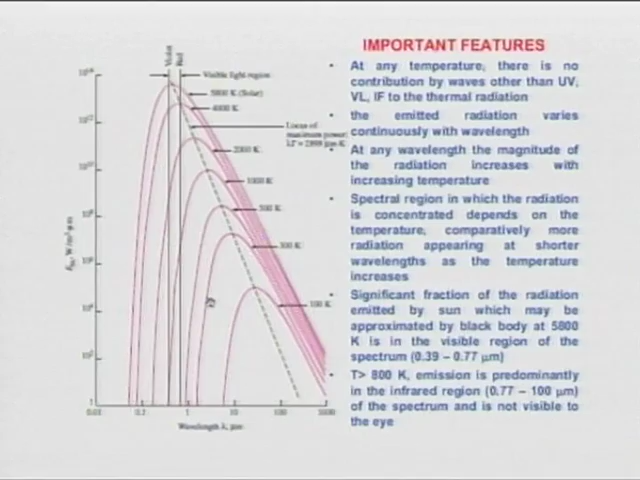 IMPORTANT FEATURES
• At any temperature, there is no
contribution by waves other than UV,
VL, IF to the thermal radiation
• the emitted radiation varies
continuously with wavelength
• At any wavelength the magnitude of
the radiation increases with
increasing temperature
• Spectral region in which the radiation
is concentrated depends on the
temperature, comparatively more
radiation appearing at shorter
wavelengths as the temperature
increases
• Significant fraction of the radiation
emitted by sun which may be
approximated by black body at 5800
K is in the visible region of the
spectrum (0.39 – 0.77 µm)
• T> 800 K, emission is predominantly
in the infrared region (0.77 – 100 µm)
of the spectrum and is not visible to
the eye
Violet
Red
Visible light region
5800 K (Solar)
4000 K
Locus of
maximum power:
2000 K
1000 K
500 K
300 K
100 K
0.1
1
10
100
1000
Wavelength λ, µm